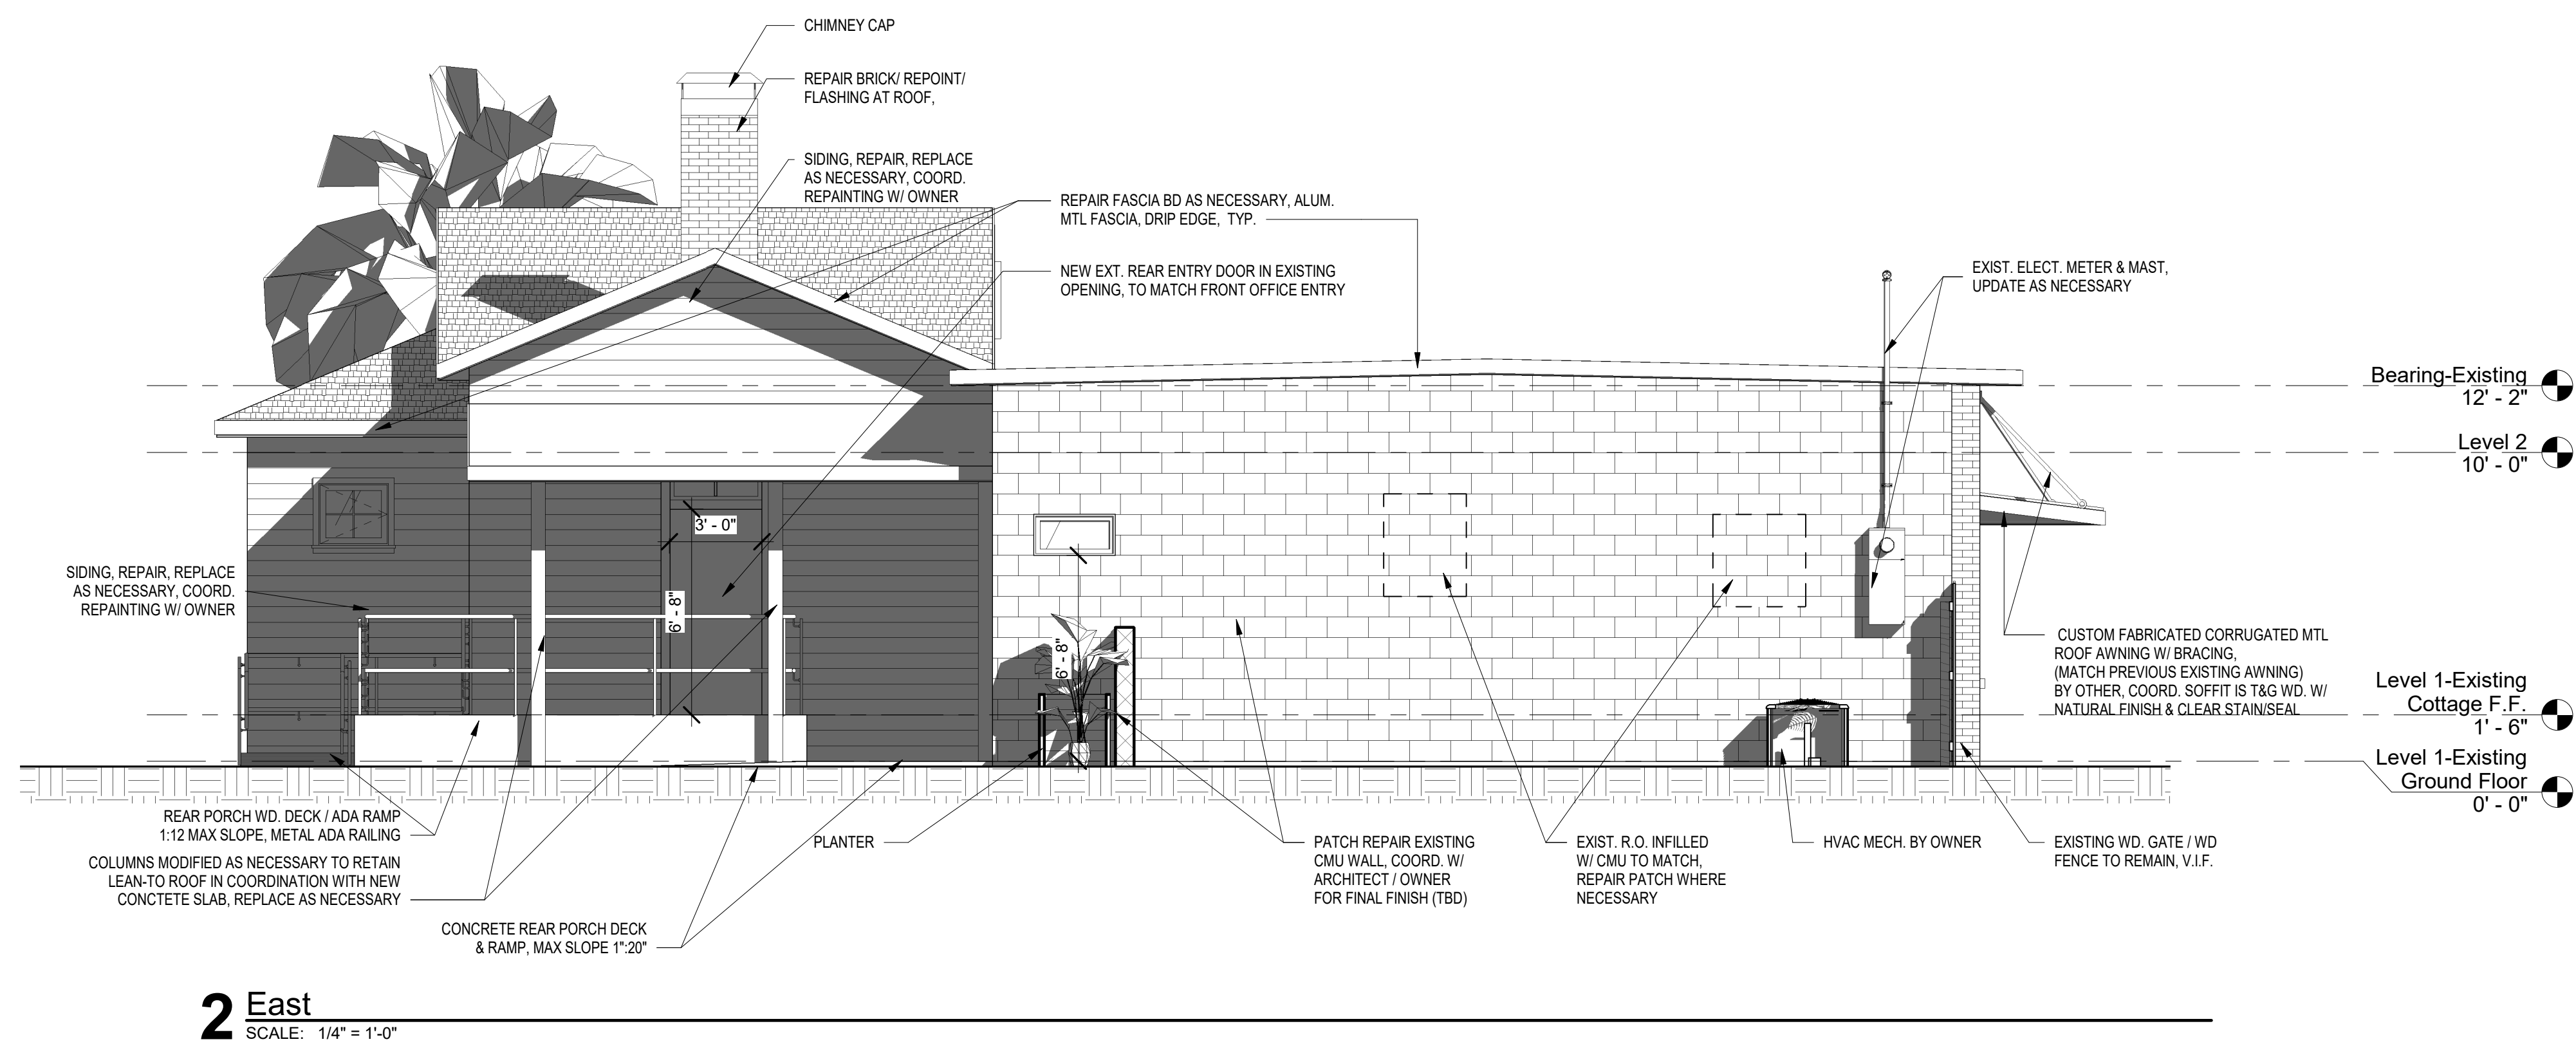 CHIMNEY CAP
REPAIR BRICK/ REPOINT/
FLASHING AT ROOF,
SIDING, REPAIR, REPLACE
AS NECESSARY, COORD.
REPAINTING W/ OWNER
REPAIR FASCIA BD AS NECESSARY, ALUM.
MTL FASCIA, DRIP EDGE, TYP.
NEW EXT. REAR ENTRY DOOR IN EXISTING
OPENING, TO MATCH FRONT OFFICE ENTRY
EXIST. ELECT. METER & MAST,
UPDATE AS NECESSARY
Bearing-Existing
12' - 2"
Level 2
10' - 0"
3' - 0"
6' - 8"
6' - 8"
SIDING, REPAIR, REPLACE
AS NECESSARY, COORD.
REPAINTING W/ OWNER
CUSTOM FABRICATED CORRUGATED MTL
ROOF AWNING W/ BRACING,
(MATCH PREVIOUS EXISTING AWNING)
BY OTHER, COORD. SOFFIT IS T&G WD. W/
NATURAL FINISH & CLEAR STAIN/SEAL
Level 1-Existing
Cottage F.F.
1' - 6"
Level 1-Existing
Ground Floor
0' - 0"
REAR PORCH WD. DECK / ADA RAMP
1:12 MAX SLOPE, METAL ADA RAILING
COLUMNS MODIFIED AS NECESSARY TO RETAIN
LEAN-TO ROOF IN COORDINATION WITH NEW
CONCTETE SLAB, REPLACE AS NECESSARY
CONCRETE REAR PORCH DECK
& RAMP, MAX SLOPE 1":20"
PLANTER
PATCH REPAIR EXISTING
CMU WALL, COORD. W/
ARCHITECT / OWNER
FOR FINAL FINISH (TBD)
EXIST. R.O. INFILLED
W/ CMU TO MATCH,
REPAIR PATCH WHERE
NECESSARY
HVAC MECH. BY OWNER
EXISTING WD. GATE / WD
FENCE TO REMAIN, V.I.F.
2 East
SCALE: 1/4" = 1'-0"